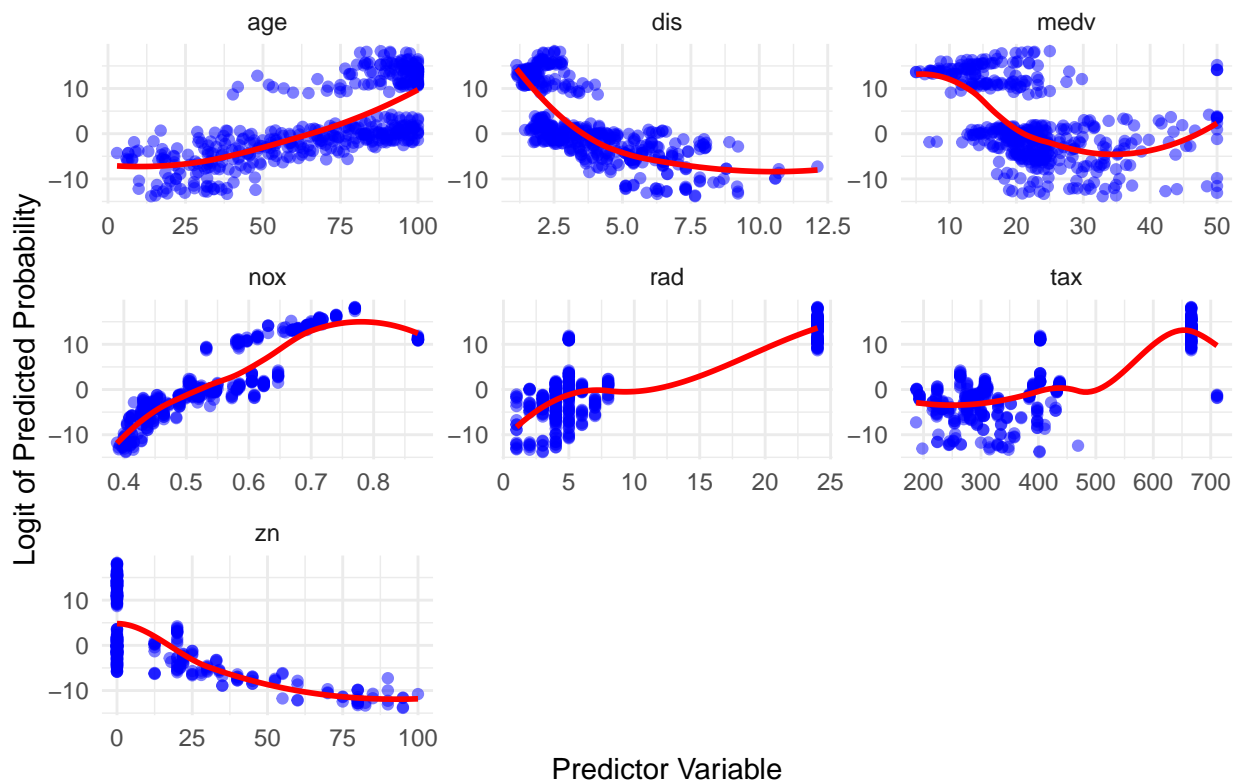 age dis medv
10
0
−10
0 25 50 75 100
10
0
−10
2.5 5.0 7.5 10.0 12.5
10
0
−10
10 20 30 40 50
nox rad tax
10
0
−10
0.4 0.5 0.6 0.7 0.8
10
0
−10
0 5 10 15 20 25
10
0
−10
200 300 400 500 600 700
zn
10
0
−10
0 25 50 75 100
Logit of Predicted Probability
Predictor Variable